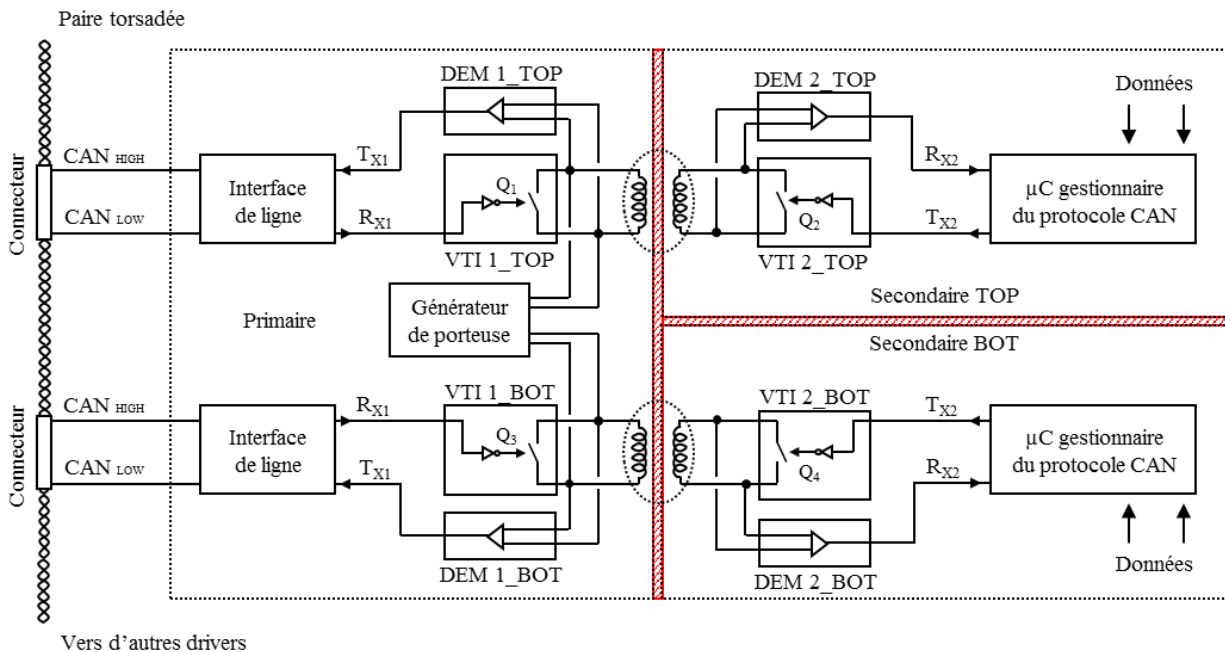 Paire torsadée
DEM 1_TOP
DEM 2_TOP
Données
CAN HIGH
TX1
RX2
Connecteur
Interface
de ligne
Q1
Q2
µC gestionnaire
du protocole CAN
CAN LOW
RX1
TX2
VTI 1_TOP
VTI 2_TOP
Générateur
de porteuse
Primaire
Secondaire TOP
Secondaire BOT
VTI 1_BOT
VTI 2_BOT
CAN HIGH
RX1
TX2
Connecteur
Interface
de ligne
Q3
Q4
µC gestionnaire
du protocole CAN
CAN LOW
TX1
RX2
DEM 1_BOT
DEM 2_BOT
Données
Vers d’autres drivers